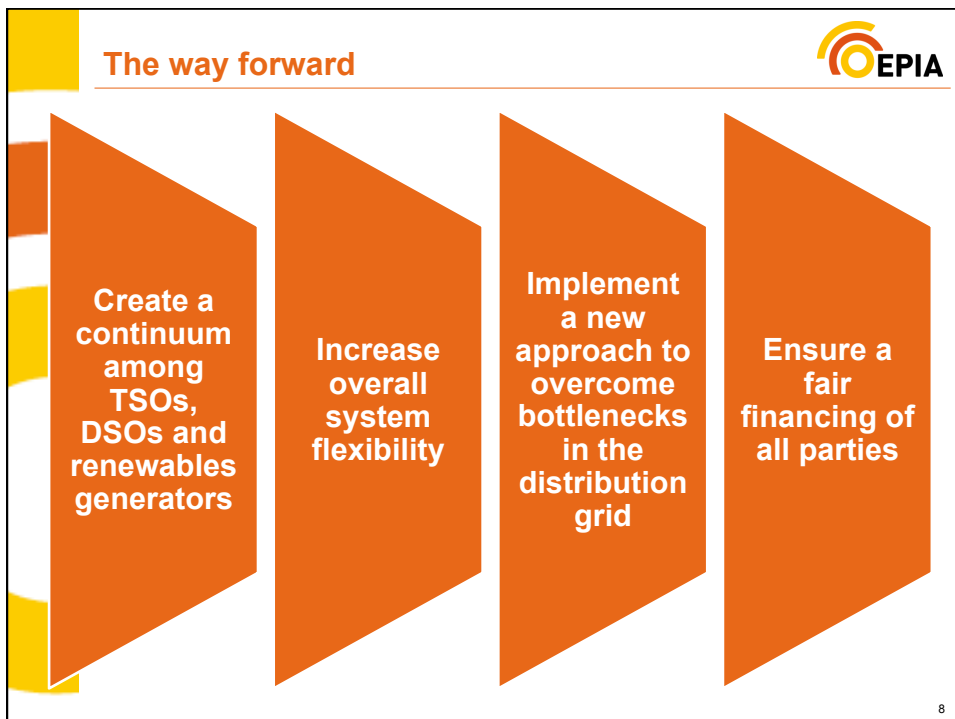 The way forward
EPIA
Create a
continuum
among
TSOs,
DSOs and
renewables
generators
Increase
overall
system
flexibility
Implement
a new
approach to
overcome
bottlenecks
in the
distribution
grid
Ensure a
fair
financing of
all parties
8